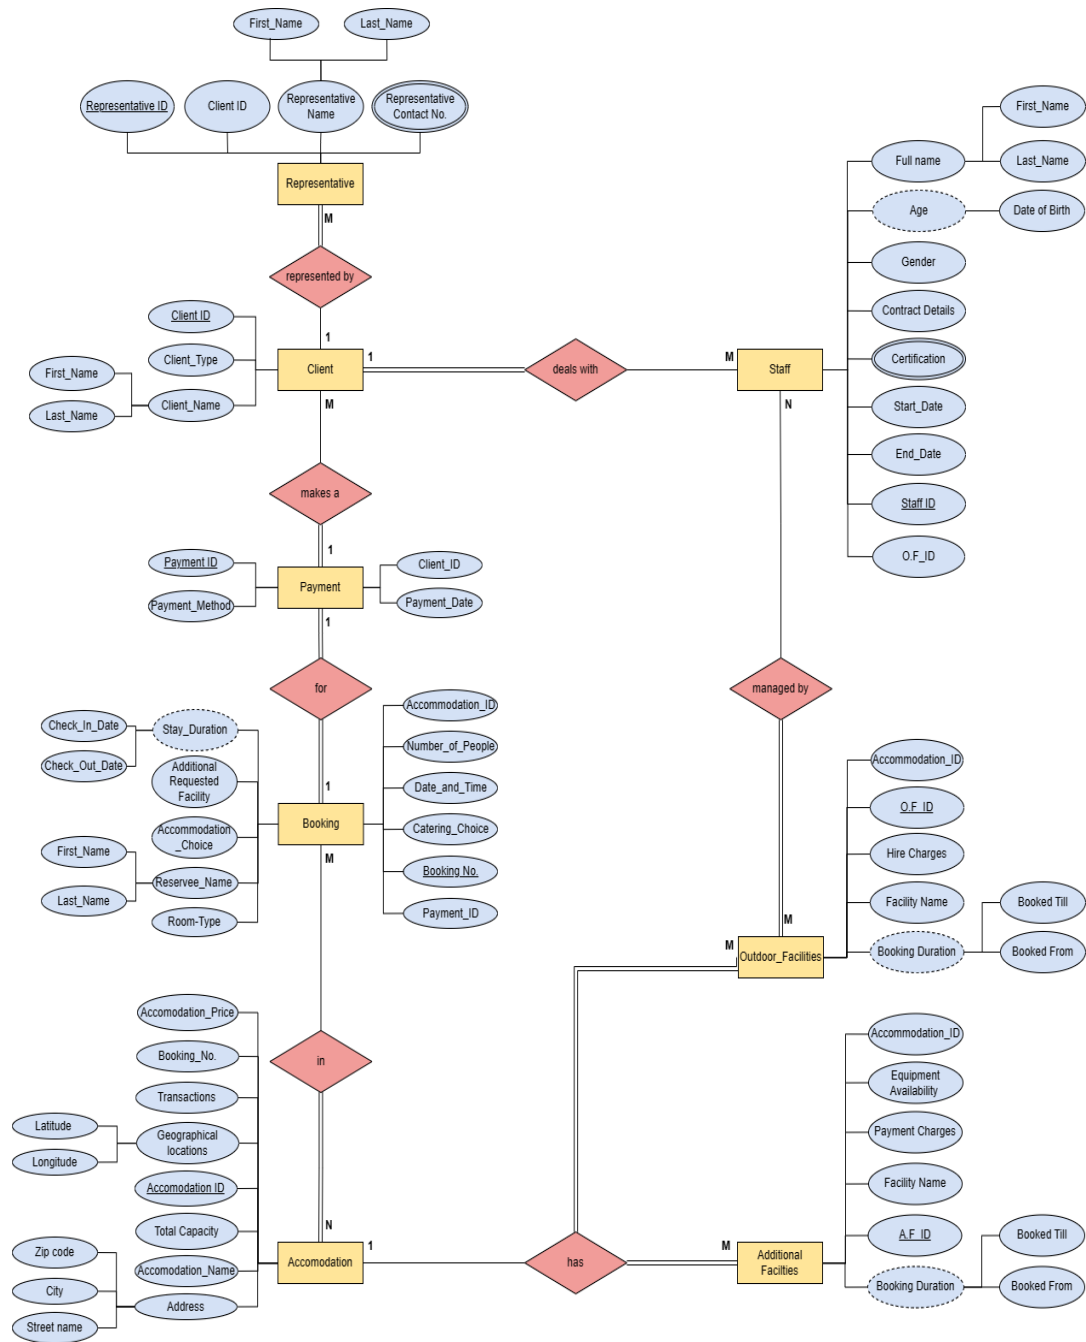 First_Name
Last_Name
Representative ID
Client ID
Representative
Name
Representative
Contact No.
Representative
M
represented by
1
Client ID
Client_Type
First_Name
Last_Name
Client_Name
Client
1
M
deals with
M
Staff
N
First_Name
Full name
Last_Name
Age
Date of Birth
Gender
Contract Details
Certification
Start_Date
End_Date
Staff ID
O.F_ID
makes a
1
Payment ID
Payment_Method
Payment
Client_ID
Payment_Date
1
for
managed by
Check_In_Date
Check_Out_Date
Stay_Duration
Additional
Requested
Facility
Accommodation
_Choice
First_Name
Last_Name
Reservee_Name
Room-Type
1
Booking
M
Accommodation_ID
Number_of_People
Date_and_Time
Catering_Choice
Booking No.
Payment_ID
Accommodation_ID
O.F_ID
Hire Charges
Facility Name
Booking Duration
Booked Till
Booked From
M
M
Outdoor_Facilities
in
Accomodation_Price
Booking_No.
Transactions
Latitude
Longitude
Geographical
locations
Accomodation ID
Total Capacity
Accomodation_Name
Zip code
City
Street name
Address
N
Accomodation
1
has
M
Additional
Facilties
Accommodation_ID
Equipment
Availability
Payment Charges
Facility Name
A.F_ID
Booking Duration
Booked Till
Booked From